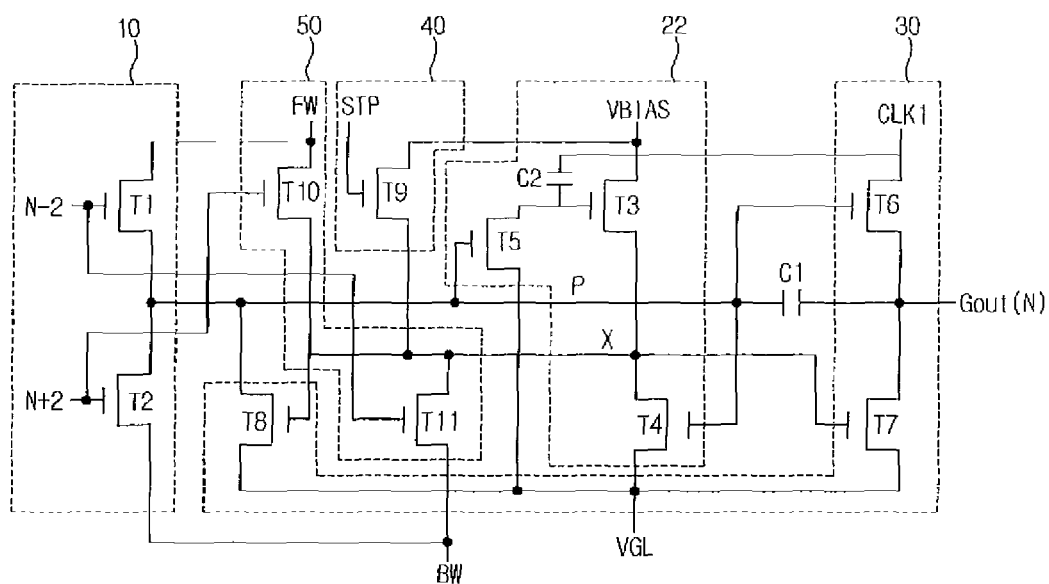 10
50
40
22
30
FW
STP
VBIAS
CLK1
C2
N-2
T1
T10
T9
T3
T6
T5
C1
P
Gout(N)
X
N+2
T2
T8
T11
T4
T7
VGL
BW